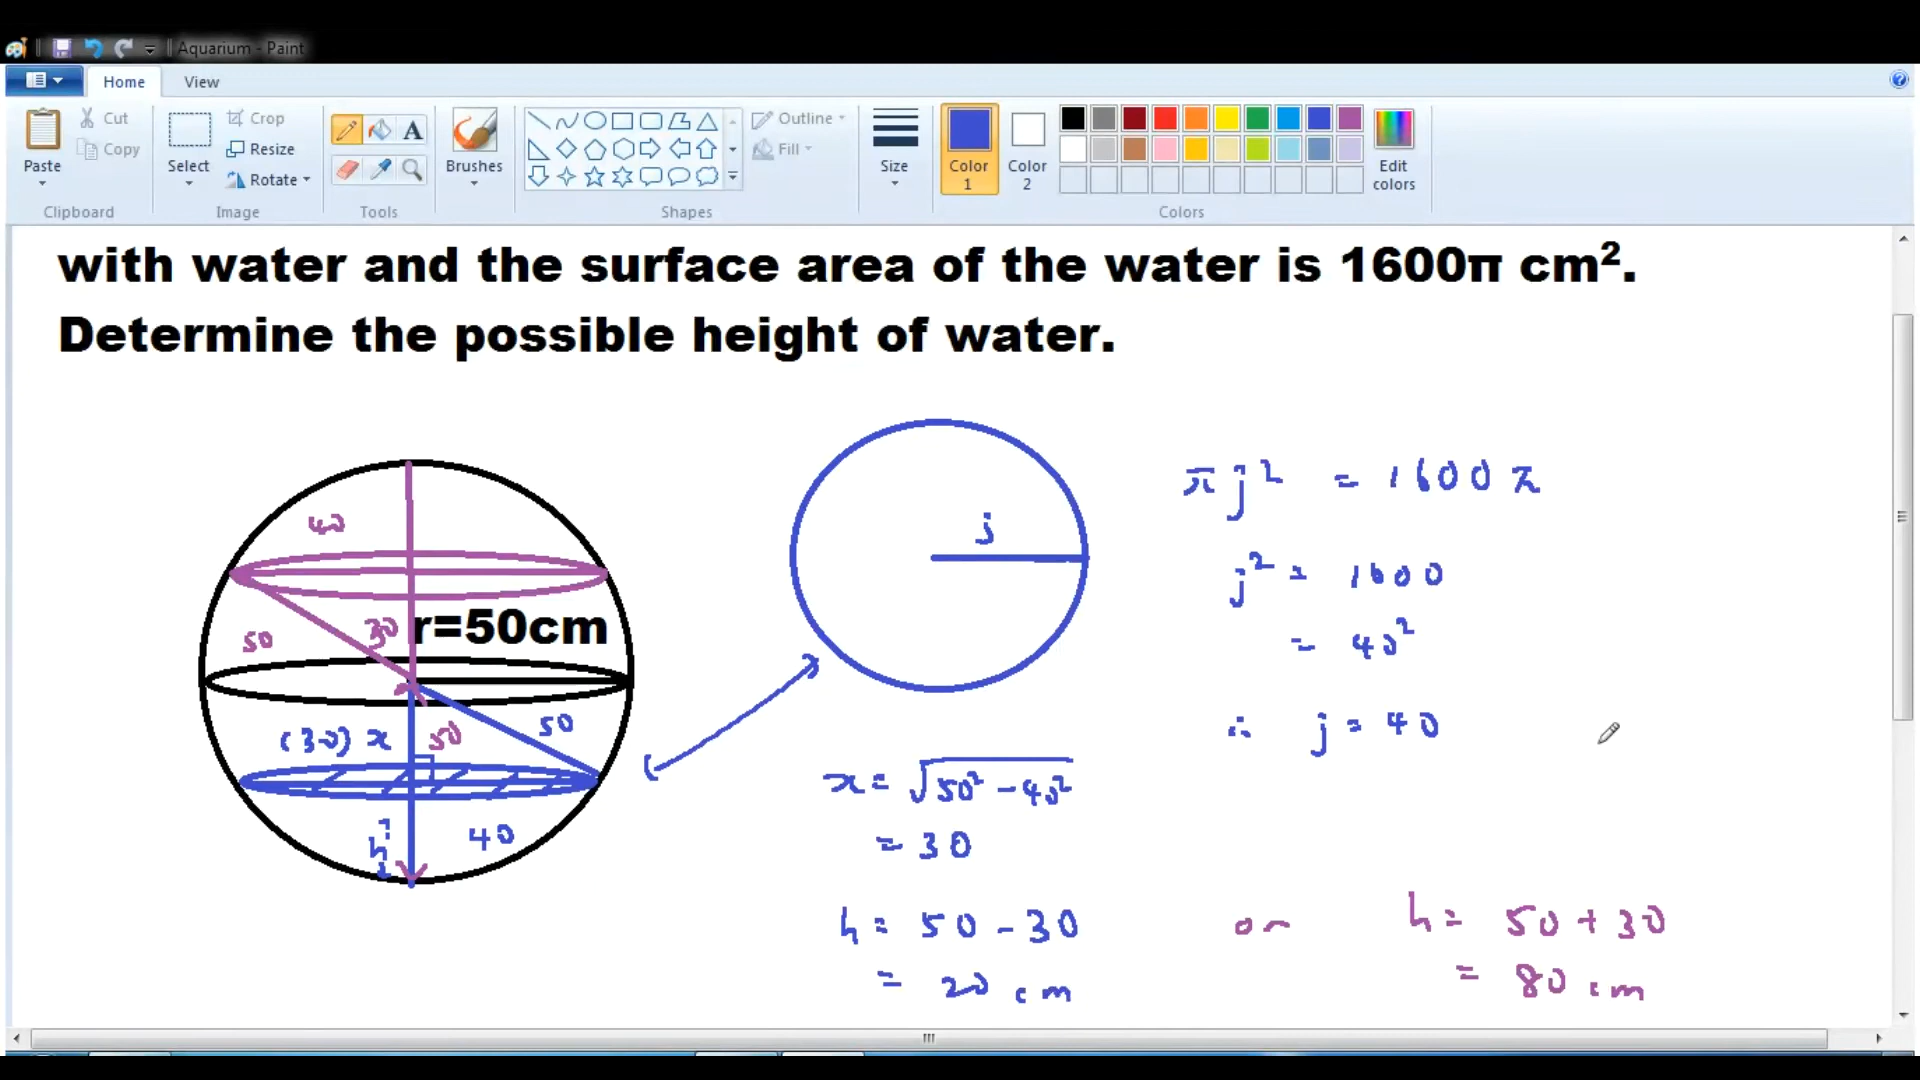 Aquarium - Paint
Home View
Paste
Cut
Copy
Clipboard
Select
Crop
Resize
Rotate
Image
A
Tools
Brushes
Shapes
Outline
Fill
Size
Color 1
Color 2
Colors
Edit colors
with water and the surface area of the water is 1600π cm².
Determine the possible height of water.
40
50
30
r=50cm
(30) x
50
50
h
40
j
πj² = 1600π
j² = 1600
= 40²
∴ j = 40
x = √50² - 40²
= 30
h = 50 - 30
= 20 cm
or
h = 50 + 30
= 80 cm